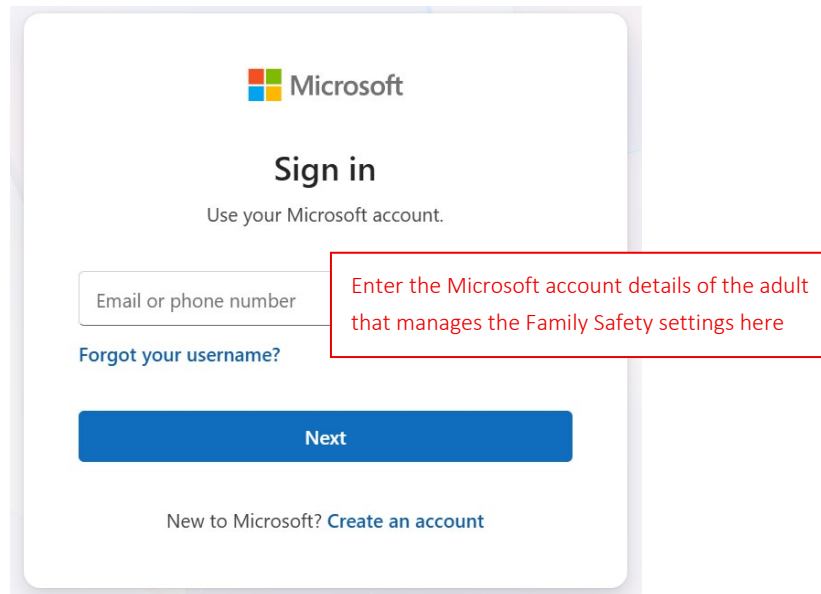 Microsoft
Sign in
Use your Microsoft account.
Email or phone number
Enter the Microsoft account details of the adult
that manages the Family Safety settings here
Forgot your username?
Next
New to Microsoft? Create an account